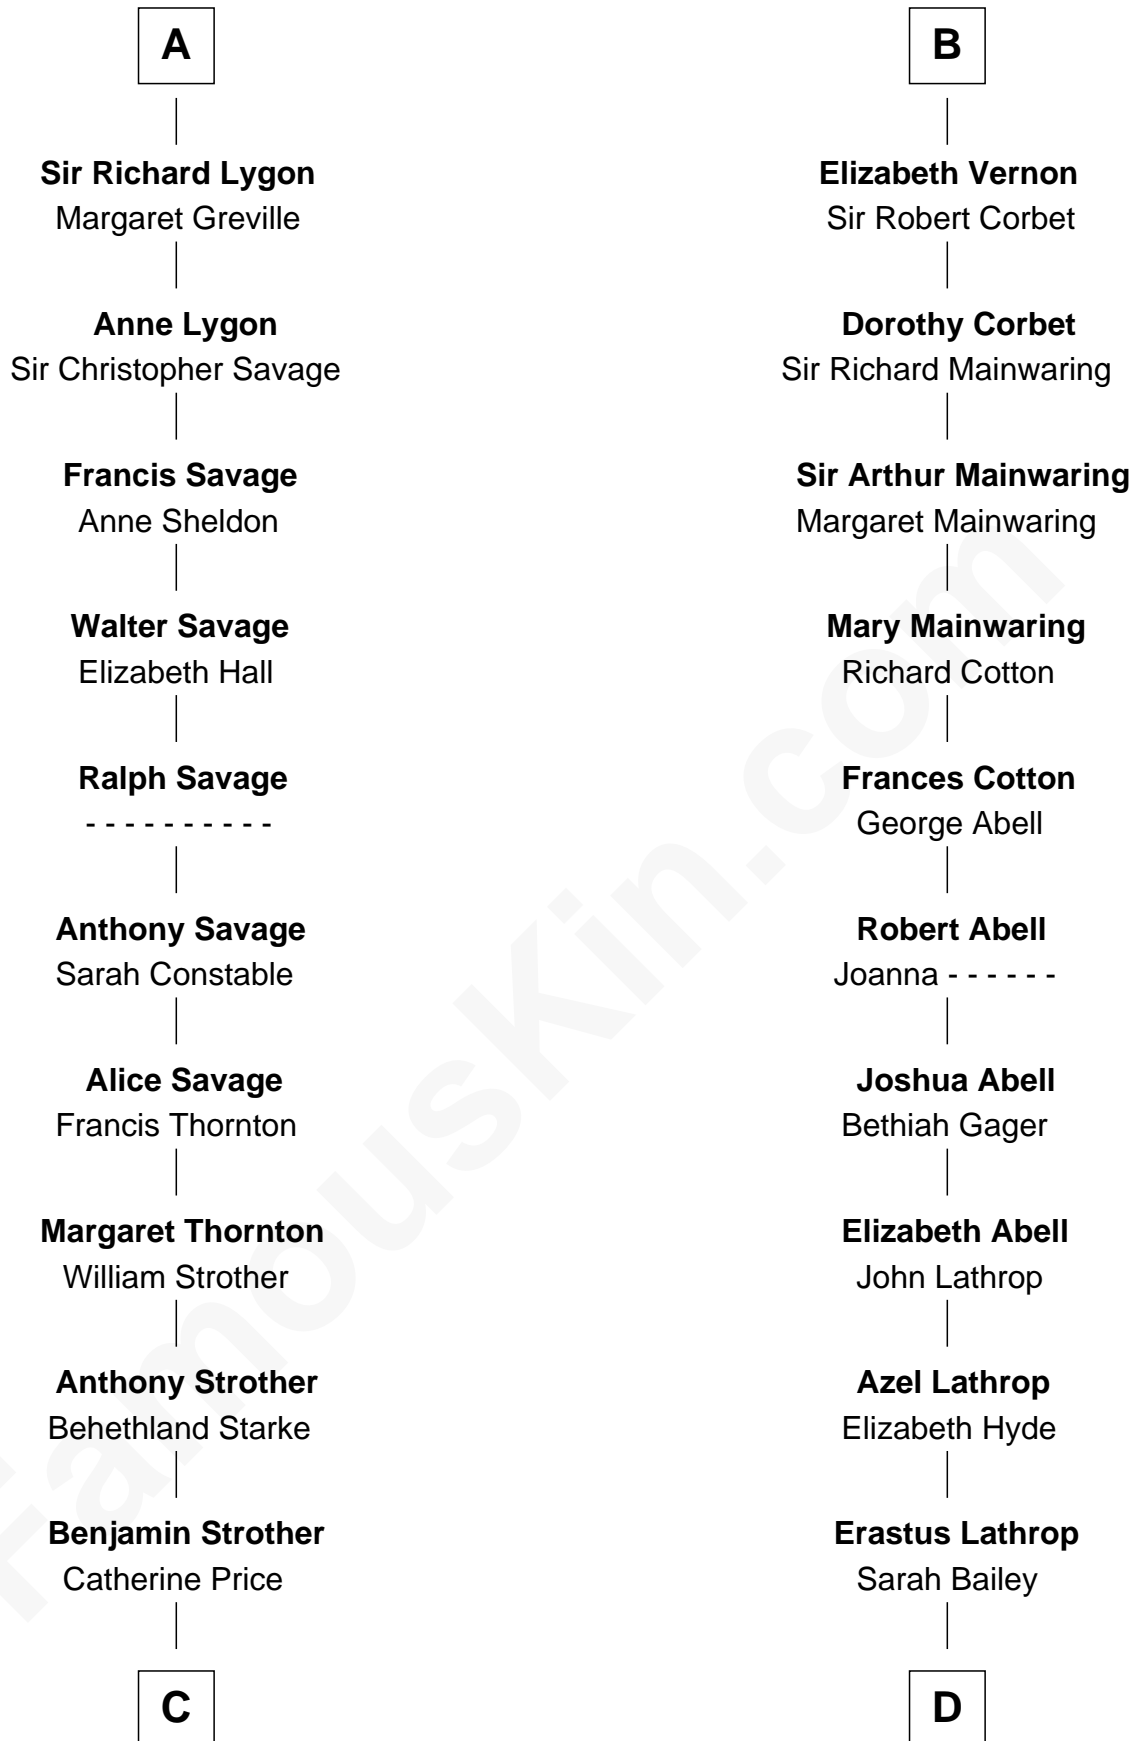 A
Sir Richard Lygon
Margaret Greville
Anne Lygon
Sir Christopher Savage
Francis Savage
Anne Sheldon
Walter Savage
Elizabeth Hall
Ralph Savage
- - - - - - - - - -
Anthony Savage
Sarah Constable
Alice Savage
Francis Thornton
Margaret Thornton
William Strother
Anthony Strother
Behethland Starke
Benjamin Strother
Catherine Price
C
B
Elizabeth Vernon
Sir Robert Corbet
Dorothy Corbet
Sir Richard Mainwaring
Sir Arthur Mainwaring
Margaret Mainwaring
Mary Mainwaring
Richard Cotton
Frances Cotton
George Abell
Robert Abell
Joanna - - - - - -
Joshua Abell
Bethiah Gager
Elizabeth Abell
John Lathrop
Azel Lathrop
Elizabeth Hyde
Erastus Lathrop
Sarah Bailey
D
FamousKin.com